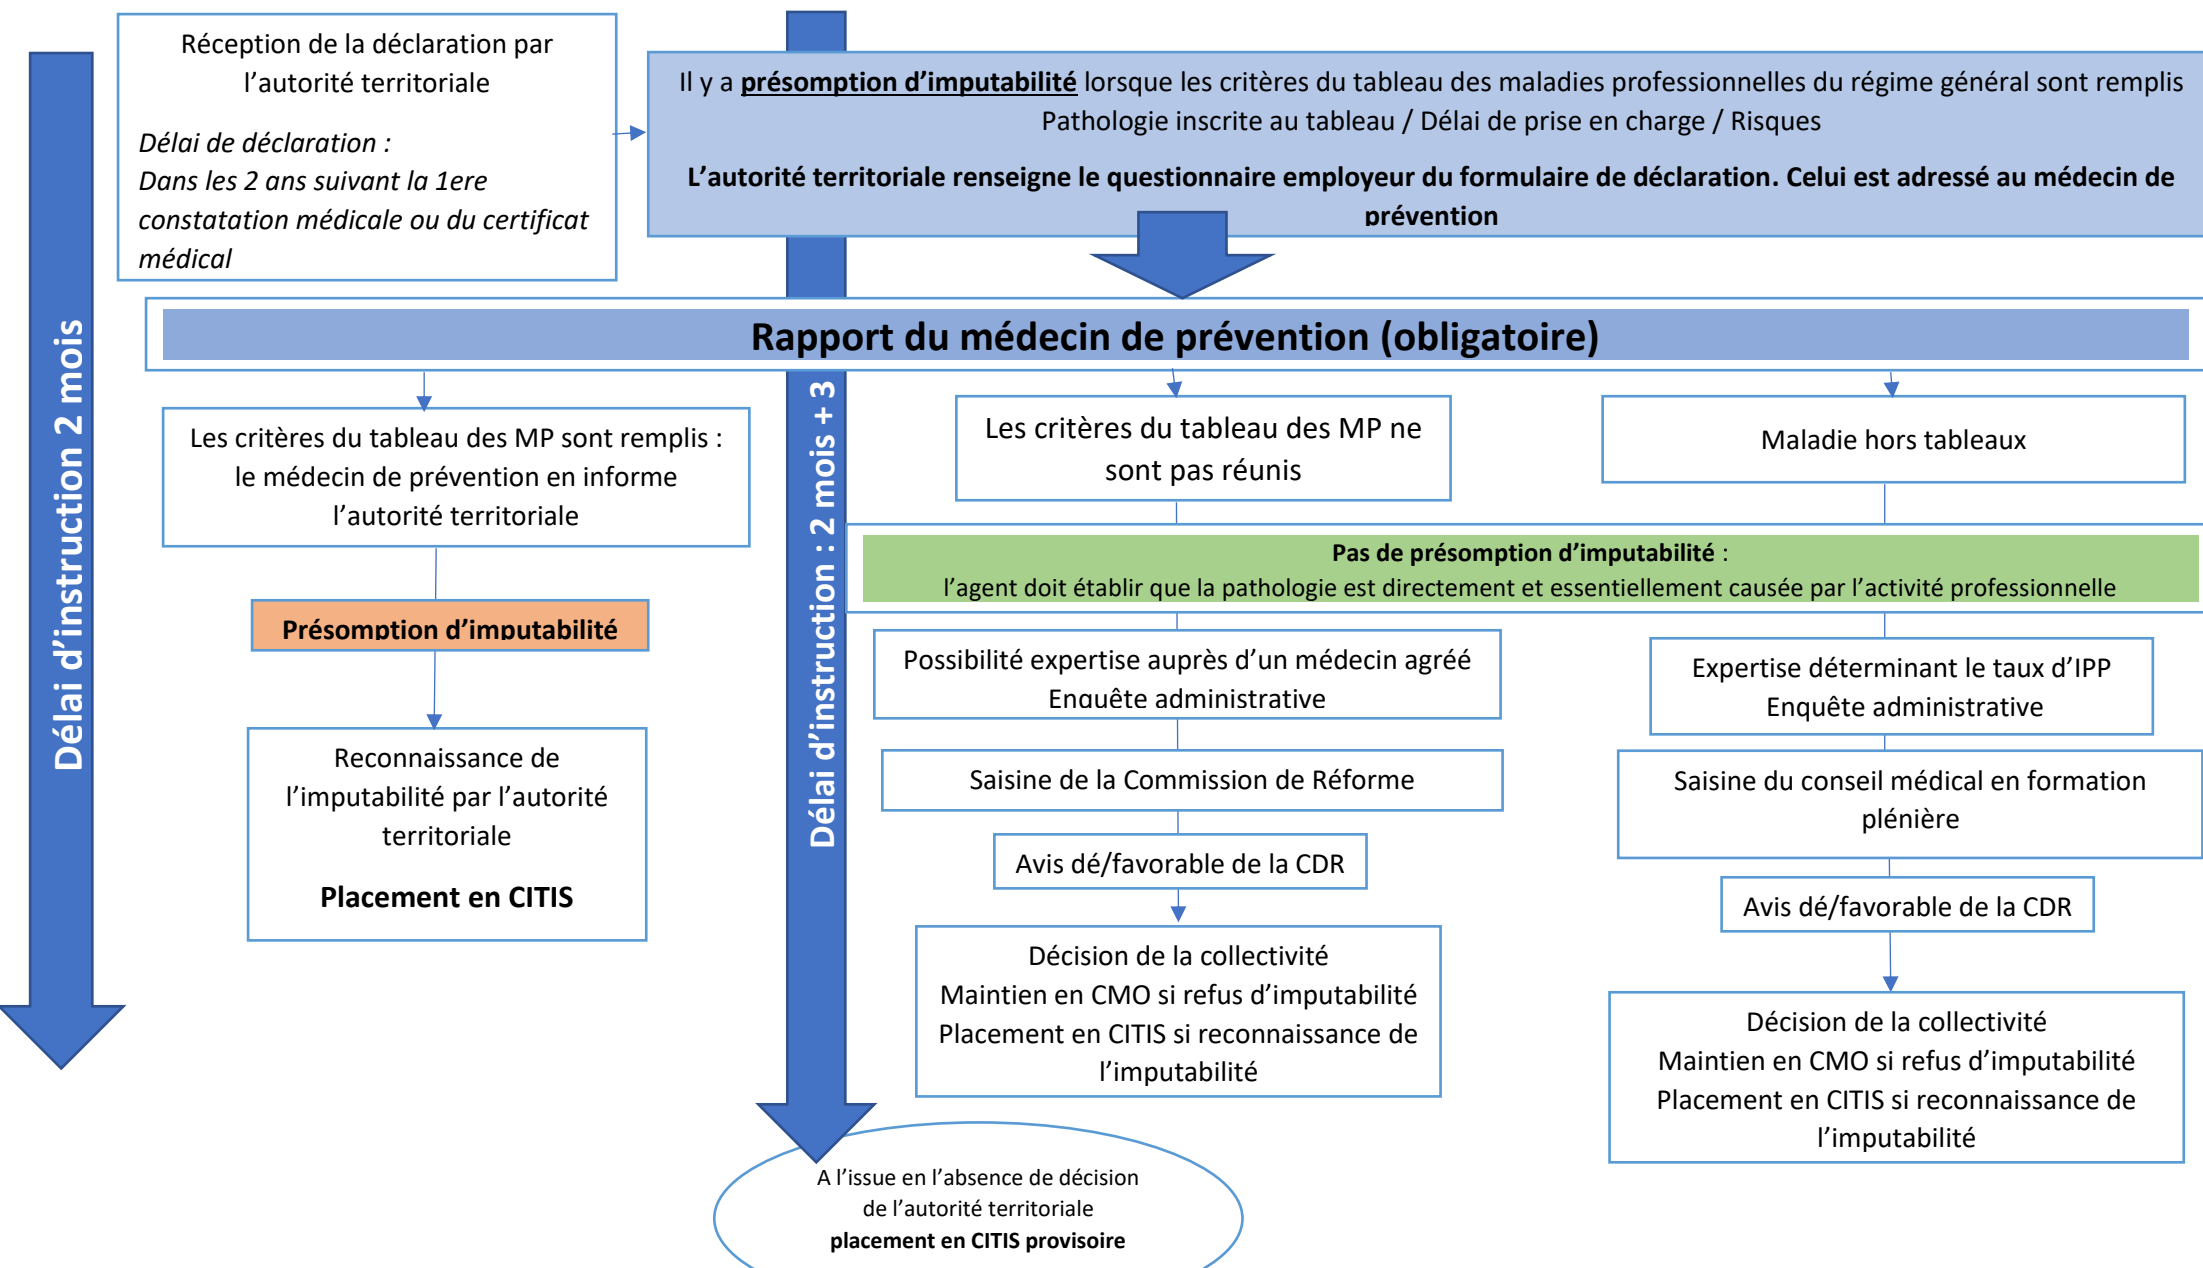 Réception de la déclaration par
l’autorité territoriale
Délai de déclaration :
Dans les 2 ans suivant la 1ere
constatation médicale ou du certificat
médical
Il y a présomption d’imputabilité lorsque les critères du tableau des maladies professionnelles du régime général sont remplis
Pathologie inscrite au tableau / Délai de prise en charge / Risques
L’autorité territoriale renseigne le questionnaire employeur du formulaire de déclaration. Celui est adressé au médecin de
prévention
Délai d’instruction 2 mois
Délai d’instruction : 2 mois + 3
Rapport du médecin de prévention (obligatoire)
Les critères du tableau des MP sont remplis :
le médecin de prévention en informe
l’autorité territoriale
Présomption d’imputabilité
Reconnaissance de
l’imputabilité par l’autorité
territoriale
Placement en CITIS
Les critères du tableau des MP ne
sont pas réunis
Maladie hors tableaux
Pas de présomption d’imputabilité :
l’agent doit établir que la pathologie est directement et essentiellement causée par l’activité professionnelle
Possibilité expertise auprès d’un médecin agréé
Enquête administrative
Saisine de la Commission de Réforme
Avis dé/favorable de la CDR
Décision de la collectivité
Maintien en CMO si refus d’imputabilité
Placement en CITIS si reconnaissance de
l’imputabilité
Expertise déterminant le taux d’IPP
Enquête administrative
Saisine du conseil médical en formation
plénière
Avis dé/favorable de la CDR
Décision de la collectivité
Maintien en CMO si refus d’imputabilité
Placement en CITIS si reconnaissance de
l’imputabilité
A l’issue en l’absence de décision
de l’autorité territoriale
placement en CITIS provisoire